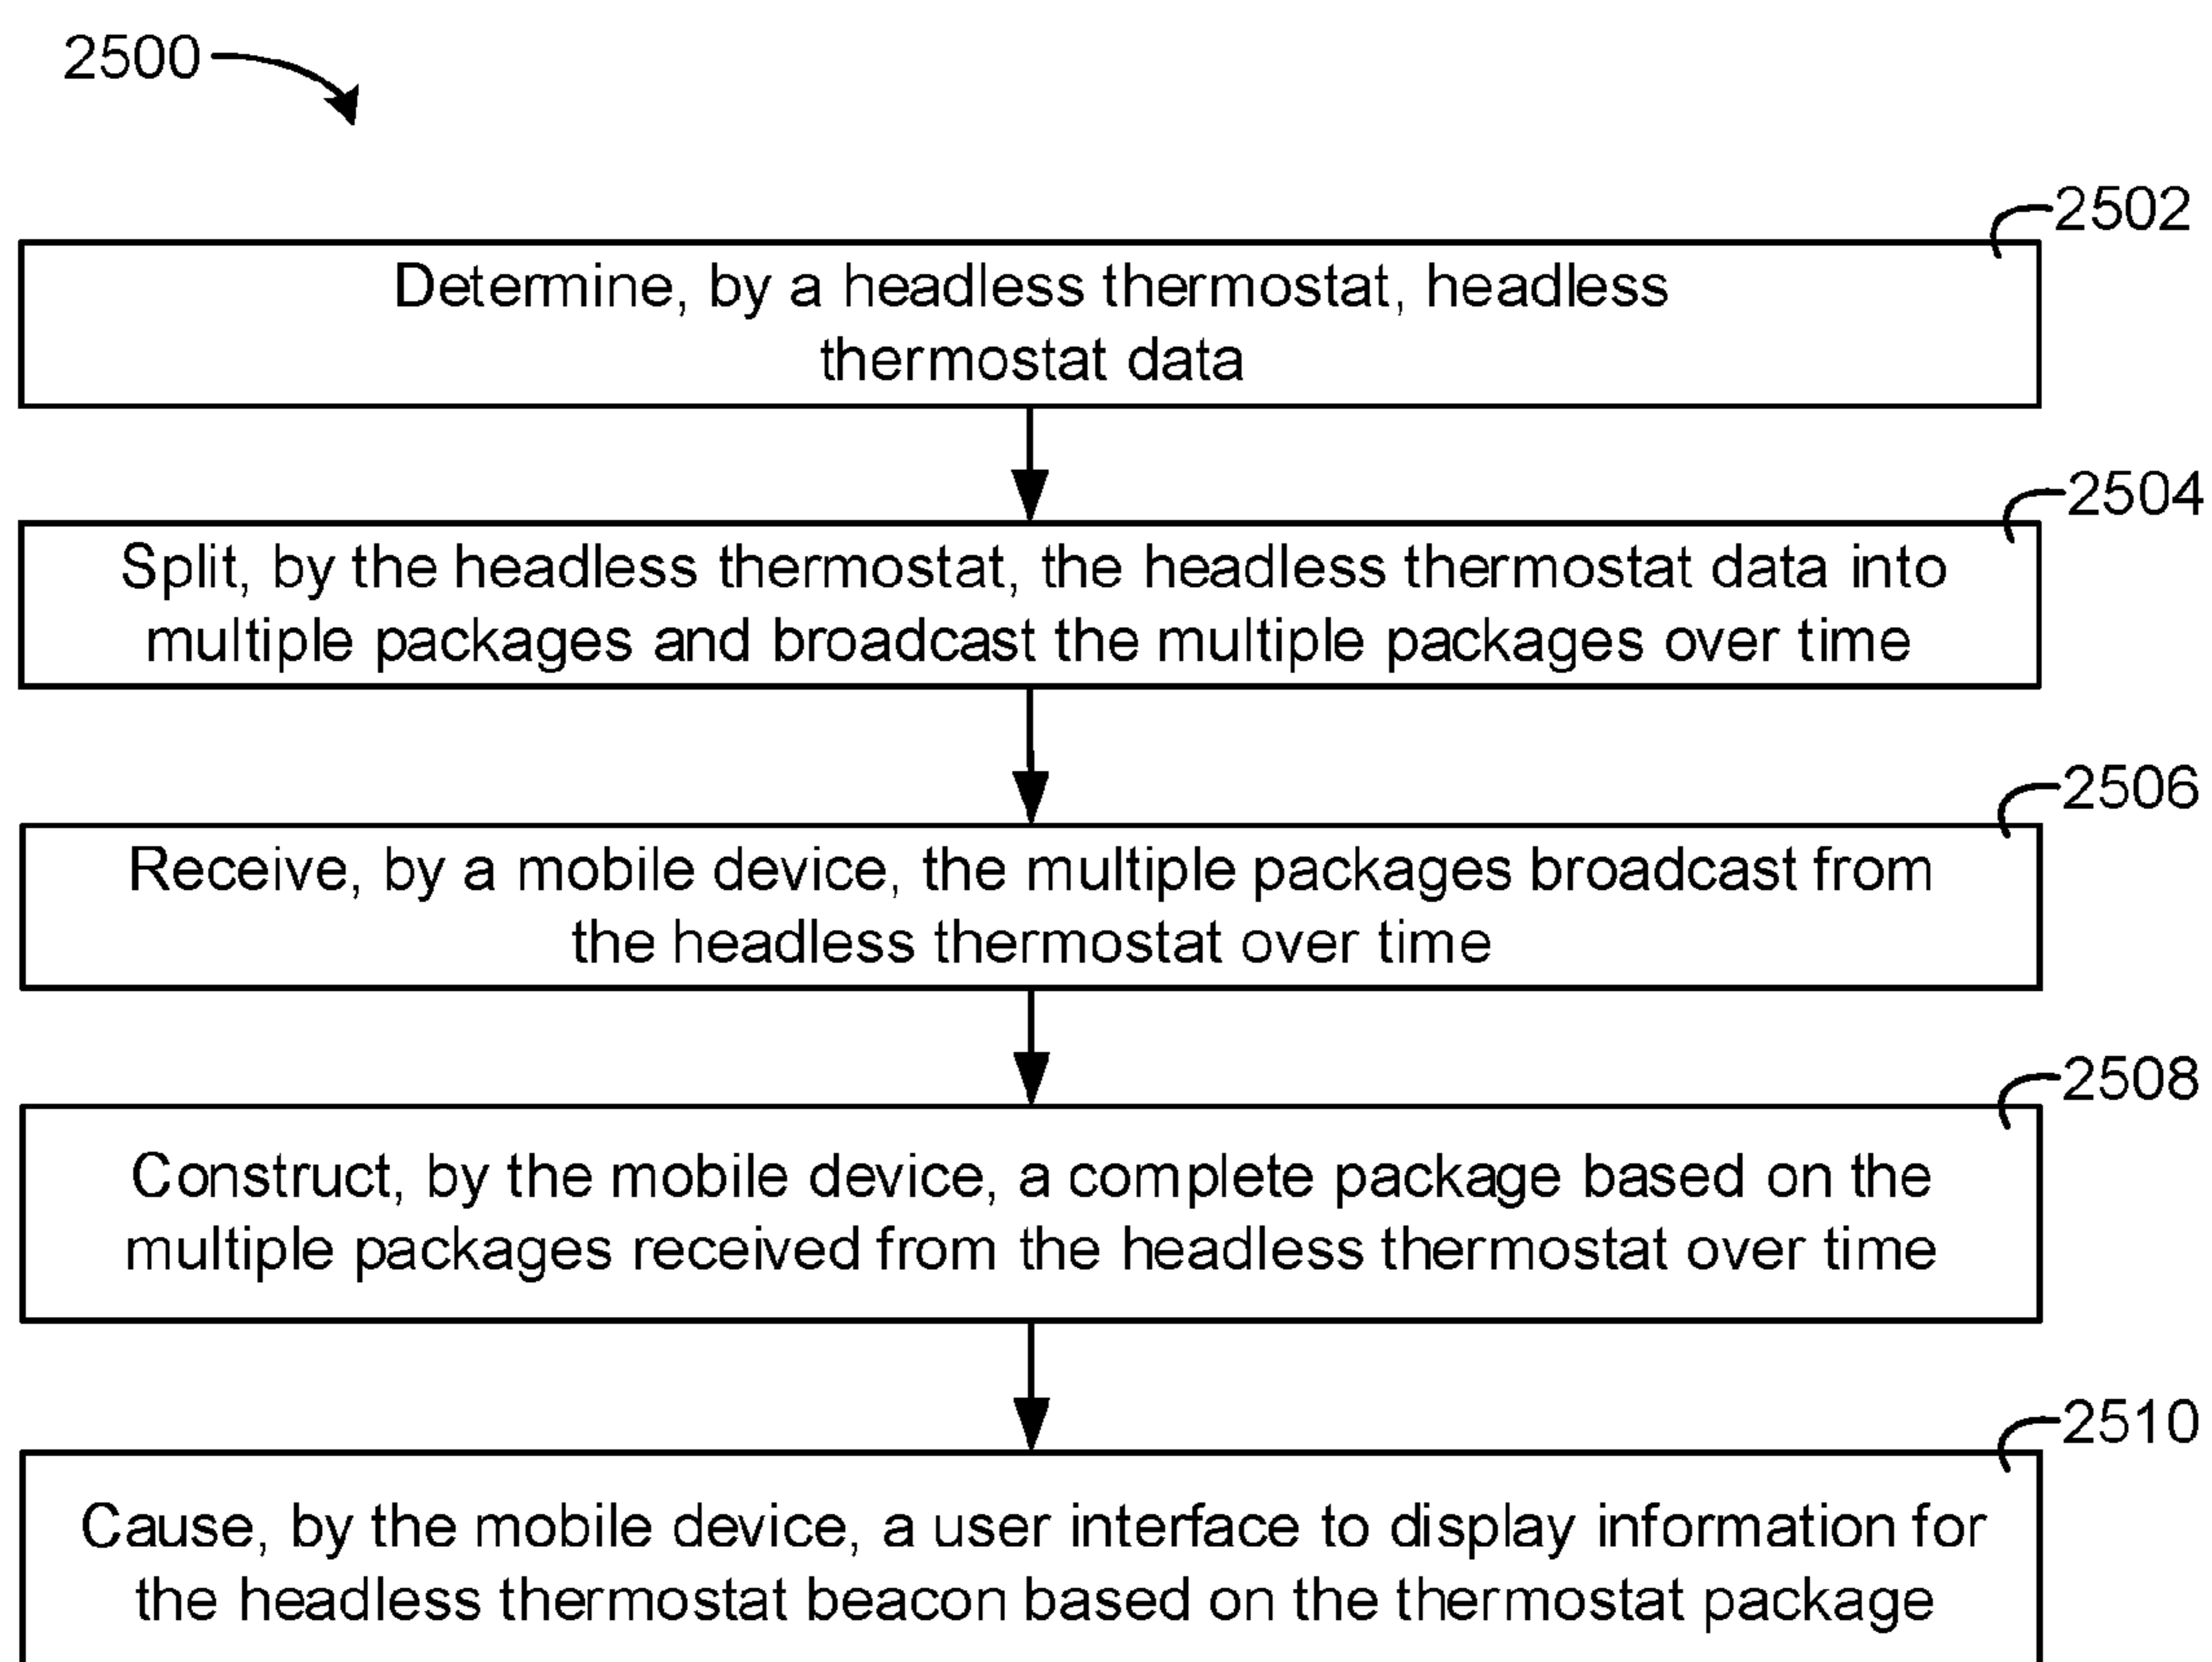 2500
2502
Determine, by a headless thermostat, headless
thermostat data
2504
Split, by the headless thermostat, the headless thermostat data into
multiple packages and broadcast the multiple packages over time
2506
Receive, by a mobile device, the multiple packages broadcast from
the headless thermostat over time
2508
Construct, by the mobile device, a complete package based on the
multiple packages received from the headless thermostat over time
2510
Cause, by the mobile device, a user interface to display information for
the headless thermostat beacon based on the thermostat package